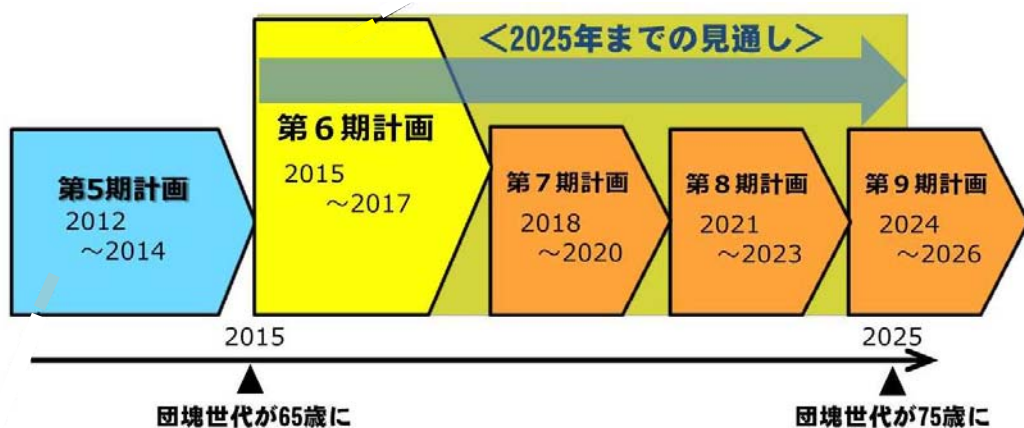 ＜2025年までの見通し＞
第5期計画
2012
～2014
第６期計画
2015
～2017
第７期計画
2018
～2020
第８期計画
2021
～2023
第９期計画
2024
～2026
2015
2025
団塊世代が65歳に
団塊世代が75歳に